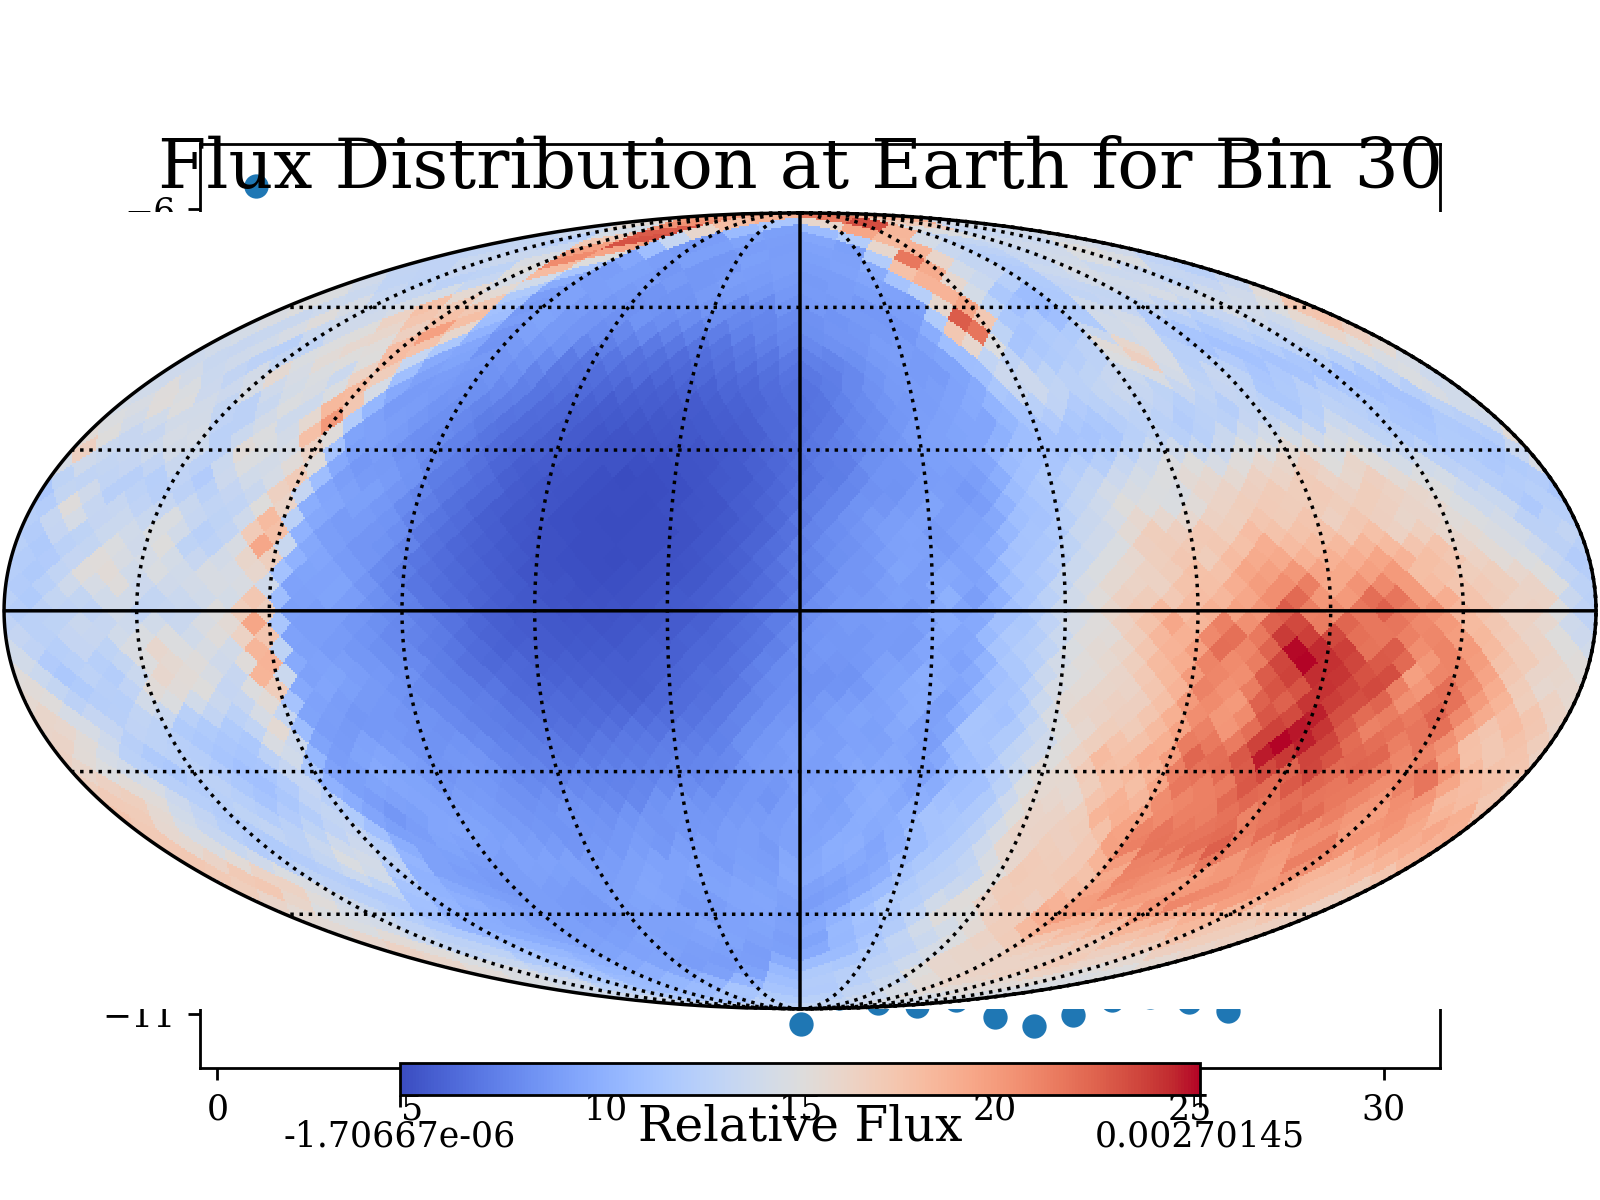 Flux Distribution at Earth for Bin 30
−6
−11
0 5 10 15 20 25 30
Relative Flux
-1.70667e-06 0.00270145